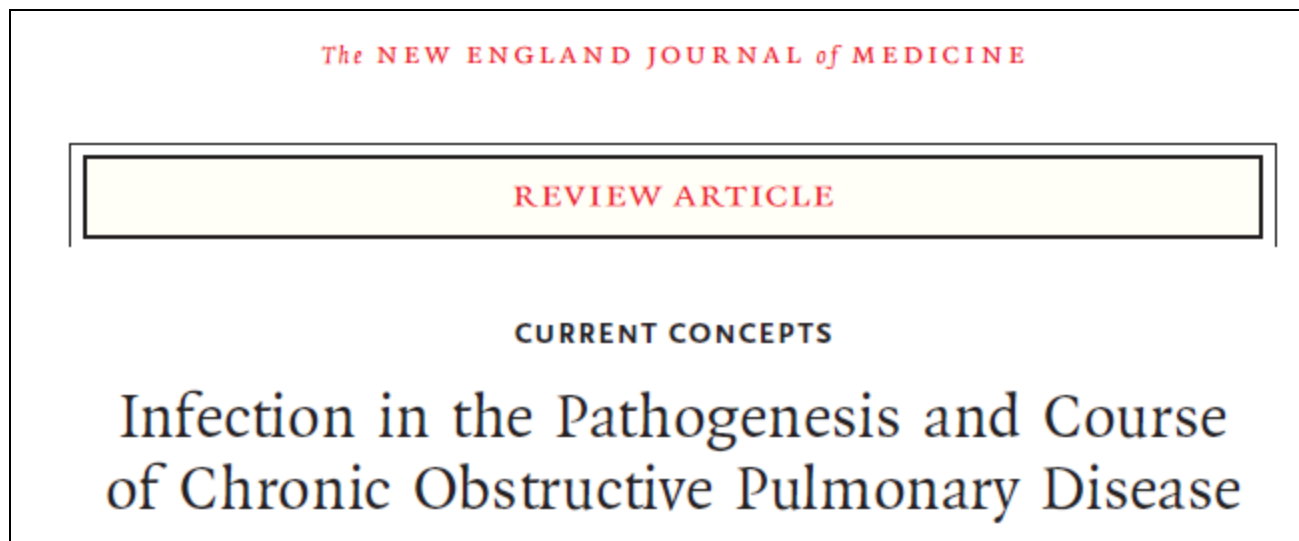 The NEW ENGLAND JOURNAL of MEDICINE
REVIEW ARTICLE
CURRENT CONCEPTS
Infection in the Pathogenesis and Course
of Chronic Obstructive Pulmonary Disease